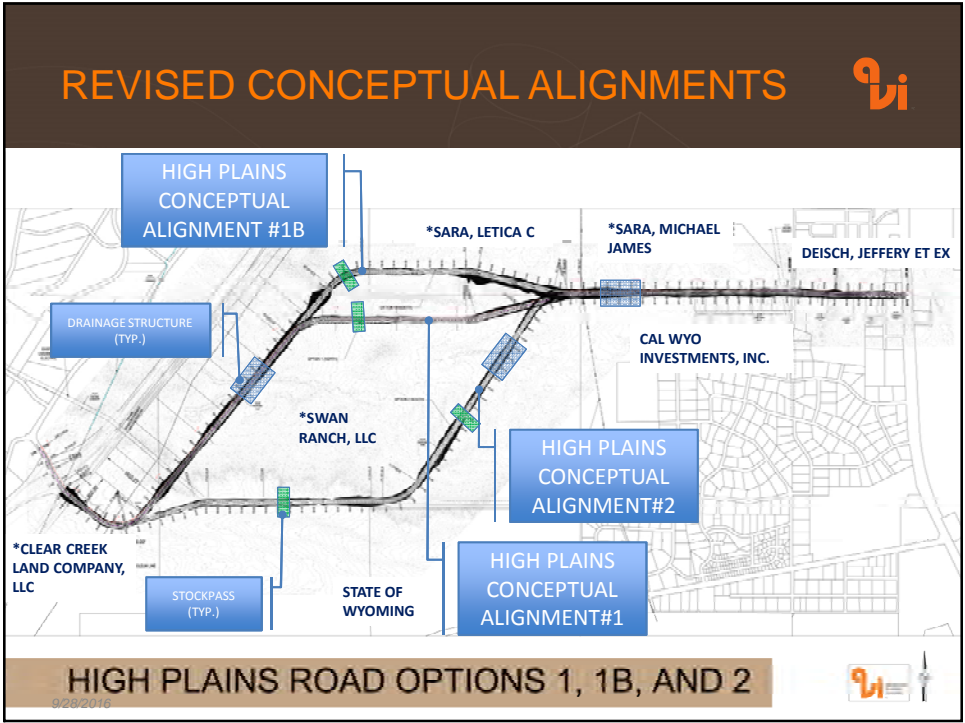 REVISED CONCEPTUAL ALIGNMENTS
avi
HIGH PLAINS
CONCEPTUAL
ALIGNMENT #1B
*SARA, LETICA C
*SARA, MICHAEL
JAMES
DEISCH, JEFFERY ET EX
DRAINAGE STRUCTURE
(TYP.)
CAL WYO
INVESTMENTS, INC.
*SWAN
RANCH, LLC
HIGH PLAINS
CONCEPTUAL
ALIGNMENT#2
*CLEAR CREEK
LAND COMPANY,
LLC
STOCKPASS
(TYP.)
STATE OF
WYOMING
HIGH PLAINS
CONCEPTUAL
ALIGNMENT#1
HIGH PLAINS ROAD OPTIONS 1, 1B, AND 2
9/28/2016
avi